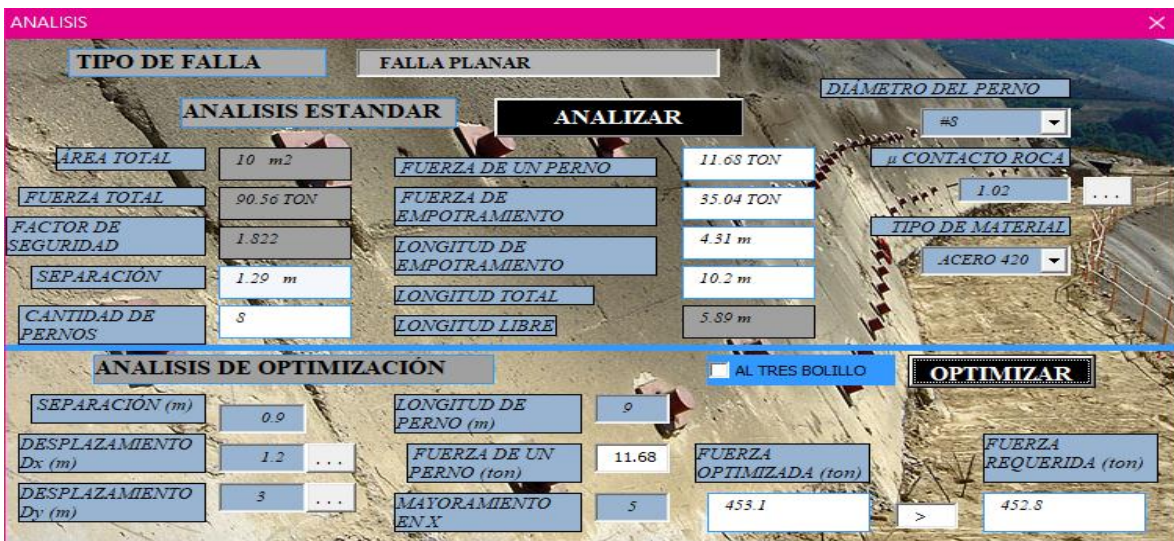 ANALISIS
TIPO DE FALLA
FALLA PLANAR
DIÁMETRO DEL PERNO
#8
ANALISIS ESTANDAR
ANALIZAR
ÁREA TOTAL
10 m2
FUERZA DE UN PERNO
11.68 TON
µ CONTACTO ROCA
1.02
...
FUERZA TOTAL
90.56 TON
FUERZA DE
EMPOTRAMIENTO
35.04 TON
TIPO DE MATERIAL
ACERO 420
FACTOR DE
SEGURIDAD
1.822
LONGITUD DE
EMPOTRAMIENTO
4.31 m
SEPARACIÓN
1.29 m
LONGITUD TOTAL
10.2 m
CANTIDAD DE
PERNOS
8
LONGITUD LIBRE
5.89 m
ANALISIS DE OPTIMIZACIÓN
AL TRES BOLILLO
OPTIMIZAR
SEPARACIÓN (m)
0.9
LONGITUD DE
PERNO (m)
9
DESPLAZAMIENTO
Dx (m)
1.2
...
FUERZA DE UN
PERNO (ton)
11.68
FUERZA
OPTIMIZADA (ton)
FUERZA
REQUERIDA (ton)
DESPLAZAMIENTO
Dy (m)
3
...
MAYORAMIENTO
EN X
5
453.1
>
452.8